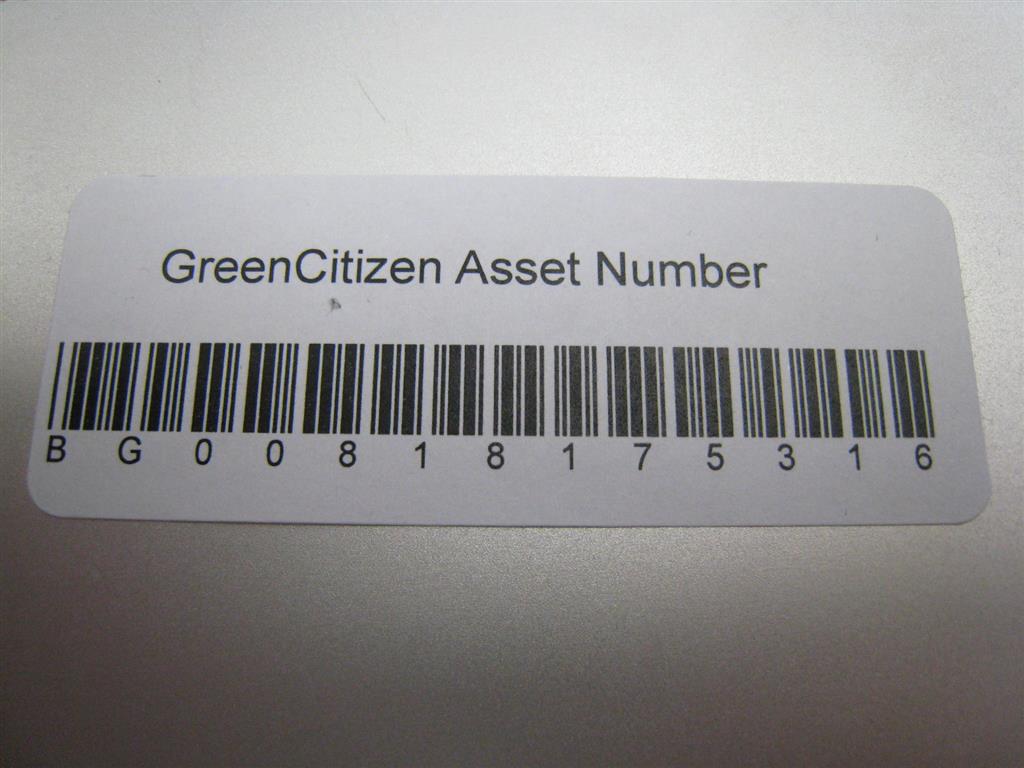 GreenCitizen Asset Number
B G 0 0 8 1 8 1 7 5 3 1 6